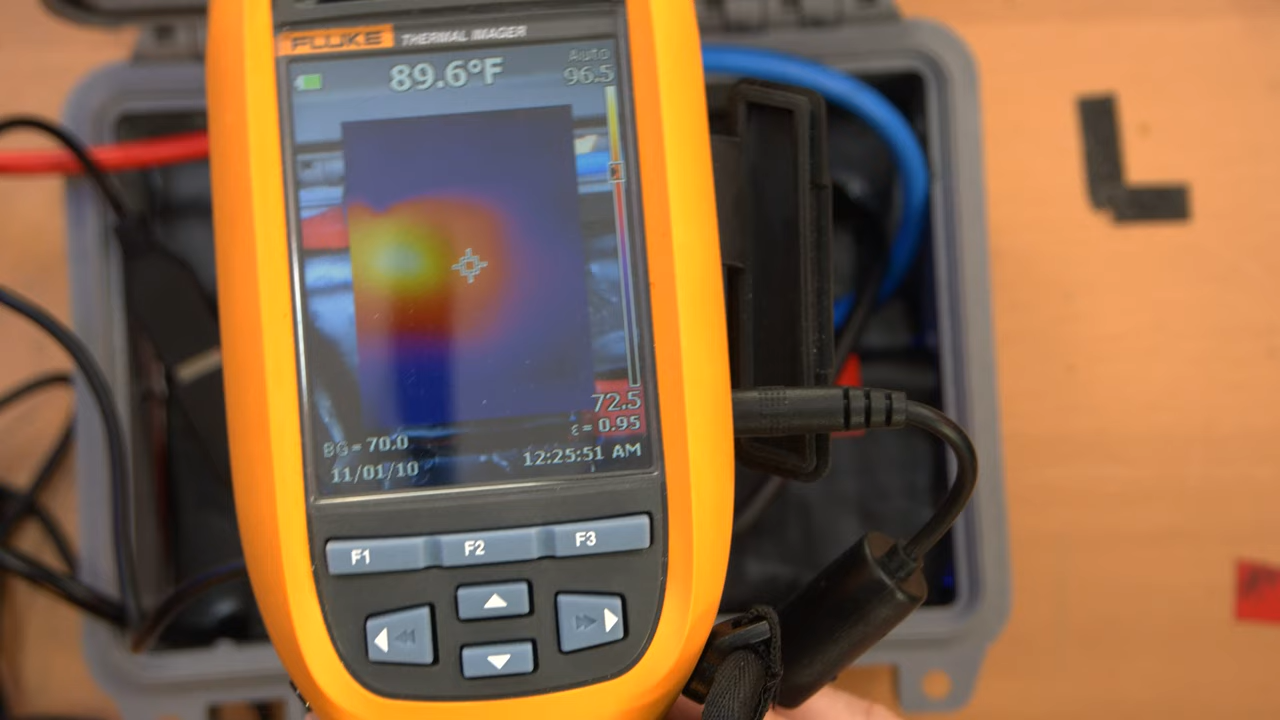 FLUKE THERMAL IMAGER
89.6°F
Auto
96.5
72.5
ε = 0.95
BG = 70.0
11/01/10
12:25:51 AM
F1 F2 F3